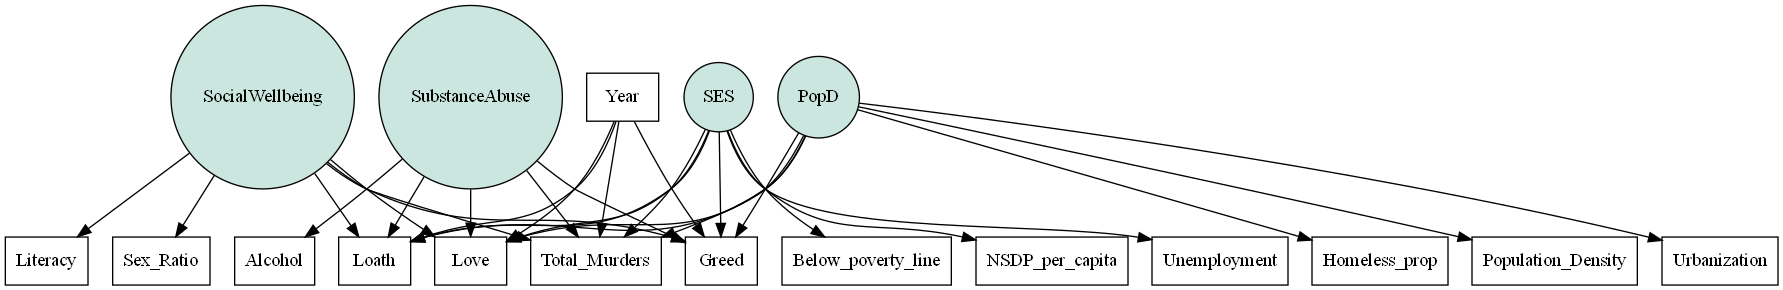 SocialWellbeing
SubstanceAbuse
Year
SES
PopD
Literacy
Sex_Ratio
Alcohol
Loath
Love
Total_Murders
Greed
Below_poverty_line
NSDP_per_capita
Unemployment
Homeless_prop
Population_Density
Urbanization